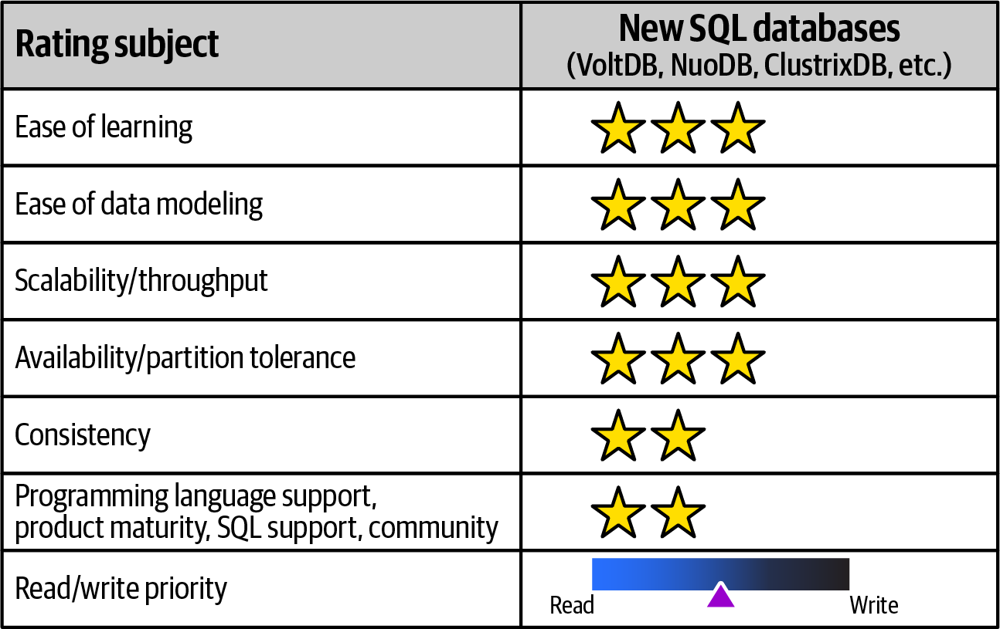 Rating subject
New SQL databases
(VoltDB, NuoDB, ClustrixDB, etc.)
Ease of learning
Ease of data modeling
Scalability/throughput
Availability/partition tolerance
Consistency
Programming language support,
product maturity, SQL support, community
Read/write priority
Read
Write